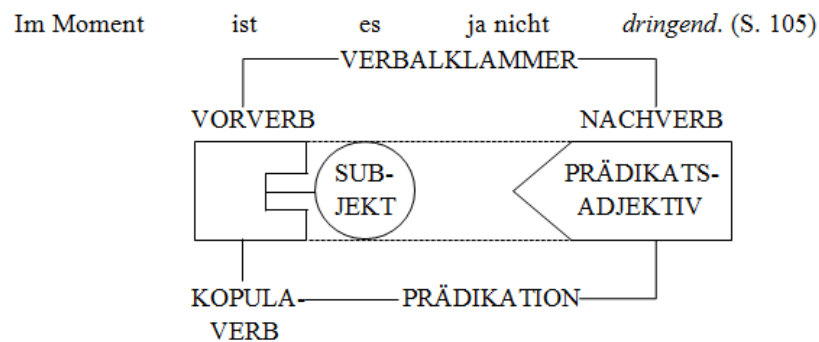 Im Moment ist es ja nicht dringend. (S. 105)
VERBALKLAMMER
VORVERB NACHVERB
SUB- PRÄDIKATS-
JEKT ADJEKTIV
KOPULA- PRÄDIKATION
VERB